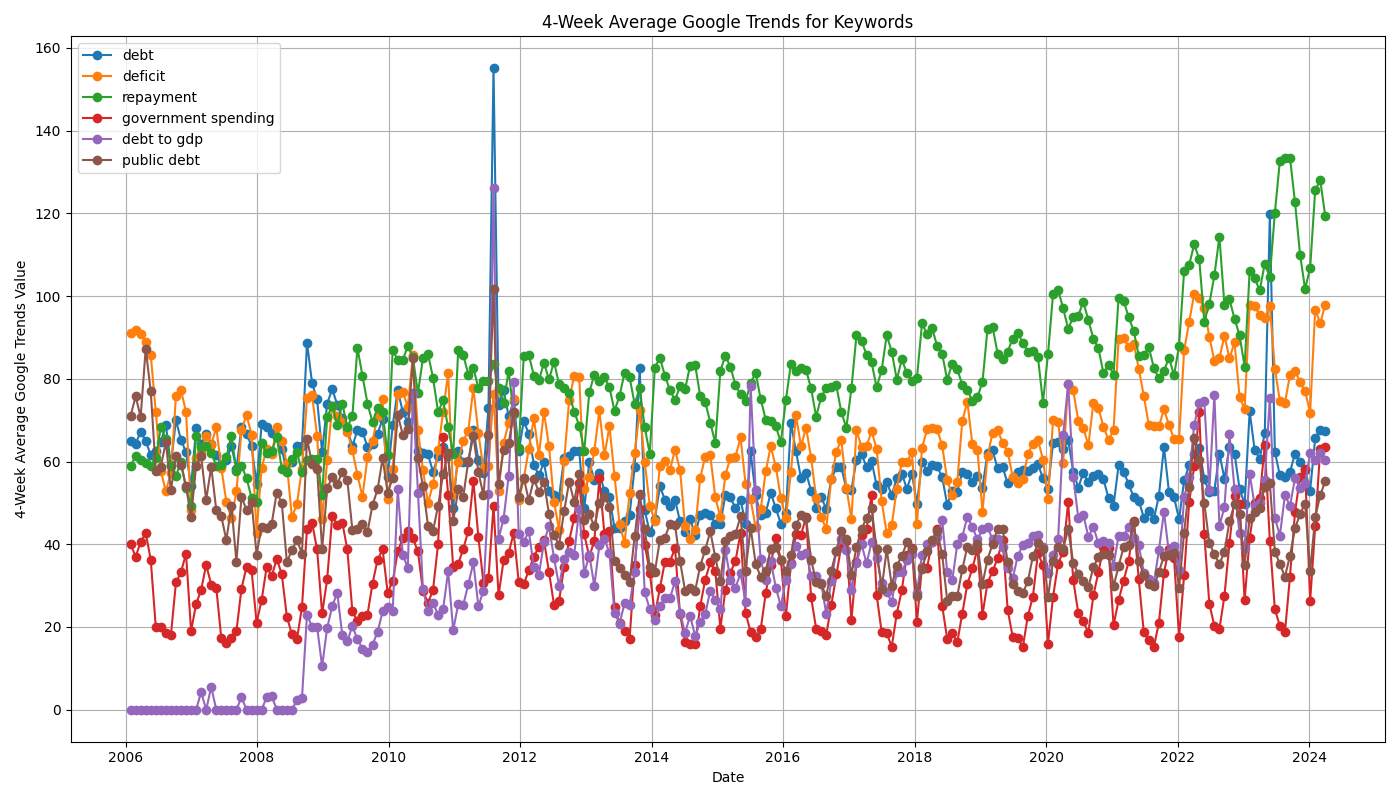 4-Week Average Google Trends for Keywords
debt
deficit
repayment
government spending
debt to gdp
public debt
4-Week Average Google Trends Value
160
140
120
100
80
60
40
20
0
2006 2008 2010 2012 2014 2016 2018 2020 2022 2024
Date